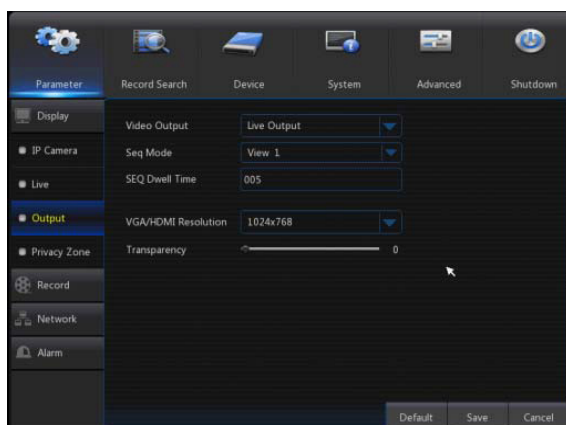 Parameter Record Search Device System Advanced Shutdown
Display
IP Camera
Live
Output
Privacy Zone
Record
Network
Alarm
Video Output Live Output
Seq Mode View 1
SEQ Dwell Time 005
VGA/HDMI Resolution 1024x768
Transparency 0
Default Save Cancel